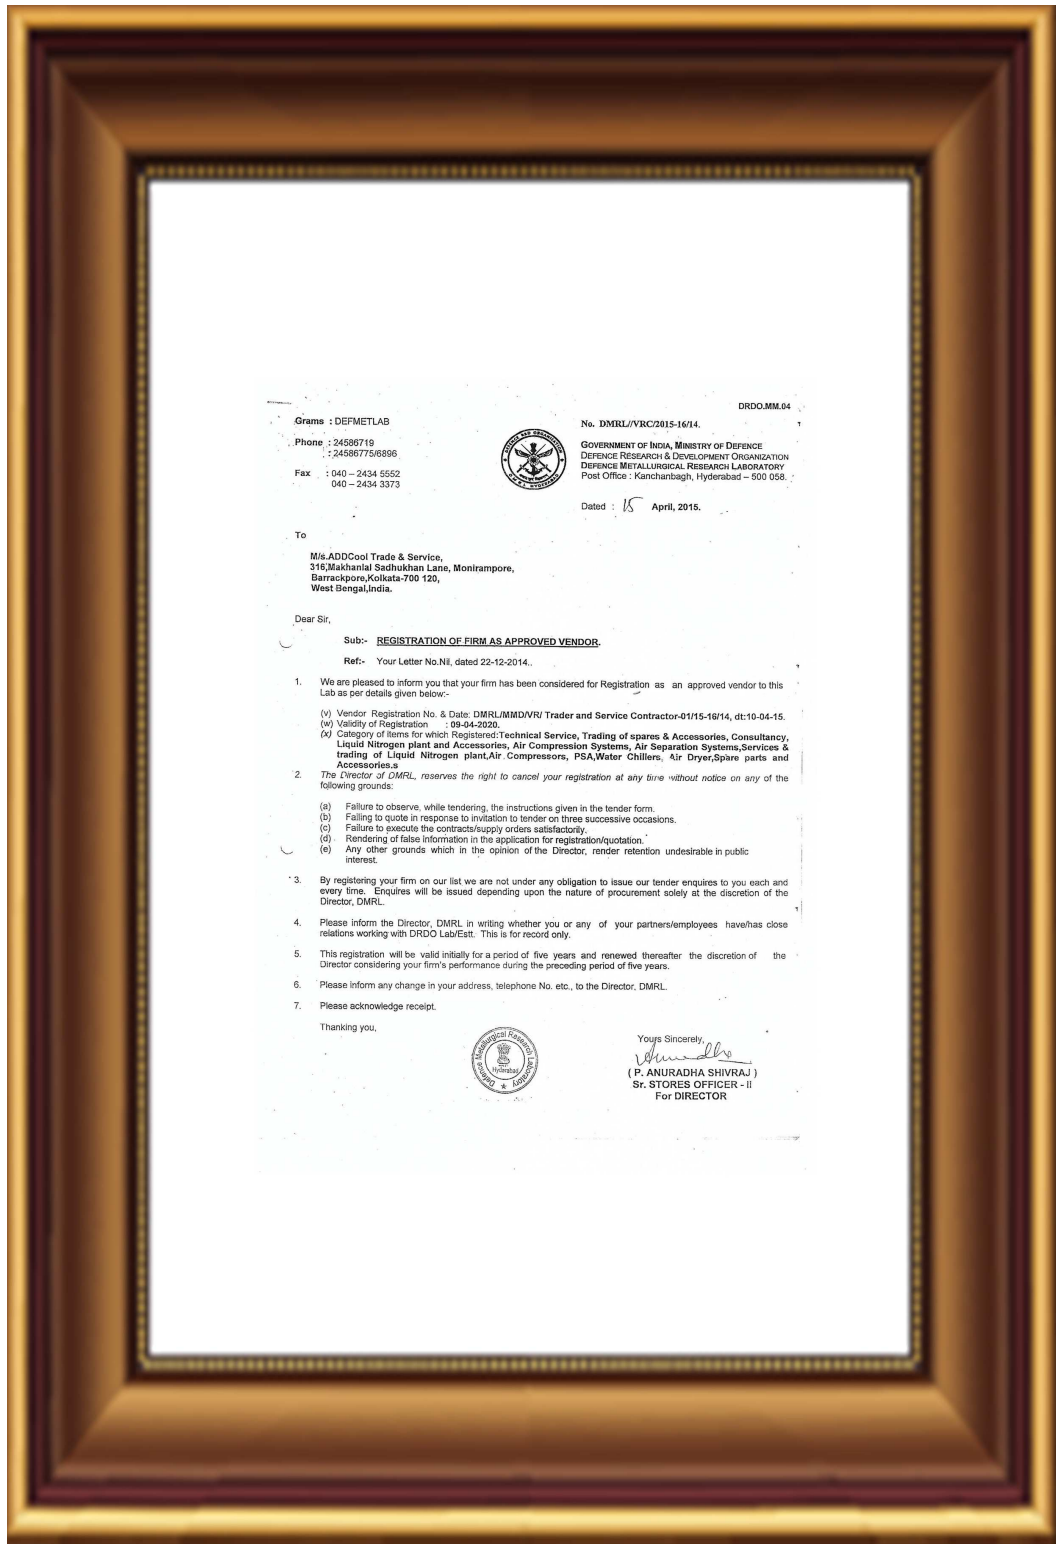 DRDO.MM.04
Grams : DEFMETLAB
No. DMRL//VRC/2015-16/14.
Phone : 24586719
: 24586775/6896
Fax : 040 – 2434 5552
040 – 2434 3373
GOVERNMENT OF INDIA, MINISTRY OF DEFENCE
DEFENCE RESEARCH & DEVELOPMENT ORGANIZATION
DEFENCE METALLURGICAL RESEARCH LABORATORY
Post Office : Kanchanbagh, Hyderabad – 500 058.
Dated : 15 April, 2015.
To
M/s.ADDCool Trade & Service,
316,Makhanlal Sadhukhan Lane, Monirampore,
Barrackpore,Kolkata-700 120,
West Bengal,India.
Dear Sir,
Sub:- REGISTRATION OF FIRM AS APPROVED VENDOR.
Ref:- Your Letter No.Nil, dated 22-12-2014..
1. We are pleased to inform you that your firm has been considered for Registration as an approved vendor to this
Lab as per details given below:-
(v) Vendor Registration No. & Date: DMRL/MMD/VR/ Trader and Service Contractor-01/15-16/14, dt:10-04-15.
(w) Validity of Registration : 09-04-2020.
(x) Category of items for which Registered:Technical Service, Trading of spares & Accessories, Consultancy,
Liquid Nitrogen plant and Accessories, Air Compression Systems, Air Separation Systems,Services &
trading of Liquid Nitrogen plant,Air Compressors, PSA,Water Chillers, Air Dryer,Spare parts and
Accessories.s
2. The Director of DMRL, reserves the right to cancel your registration at any time without notice on any of the
following grounds:
(a) Failure to observe, while tendering, the instructions given in the tender form.
(b) Failing to quote in response to invitation to tender on three successive occasions.
(c) Failure to execute the contracts/supply orders satisfactorily.
(d) Rendering of false information in the application for registration/quotation.
(e) Any other grounds which in the opinion of the Director, render retention undesirable in public
interest.
3. By registering your firm on our list we are not under any obligation to issue our tender enquires to you each and
every time. Enquires will be issued depending upon the nature of procurement solely at the discretion of the
Director, DMRL.
4. Please inform the Director, DMRL in writing whether you or any of your partners/employees have/has close
relations working with DRDO Lab/Estt. This is for record only.
5. This registration will be valid initially for a period of five years and renewed thereafter the discretion of the
Director considering your firm's performance during the preceding period of five years.
6. Please inform any change in your address, telephone No. etc., to the Director, DMRL.
7. Please acknowledge receipt.
Thanking you,
Defence Metallurgical Research Laboratory
Hyderabad
Yours Sincerely,
( P. ANURADHA SHIVRAJ )
Sr. STORES OFFICER - II
For DIRECTOR